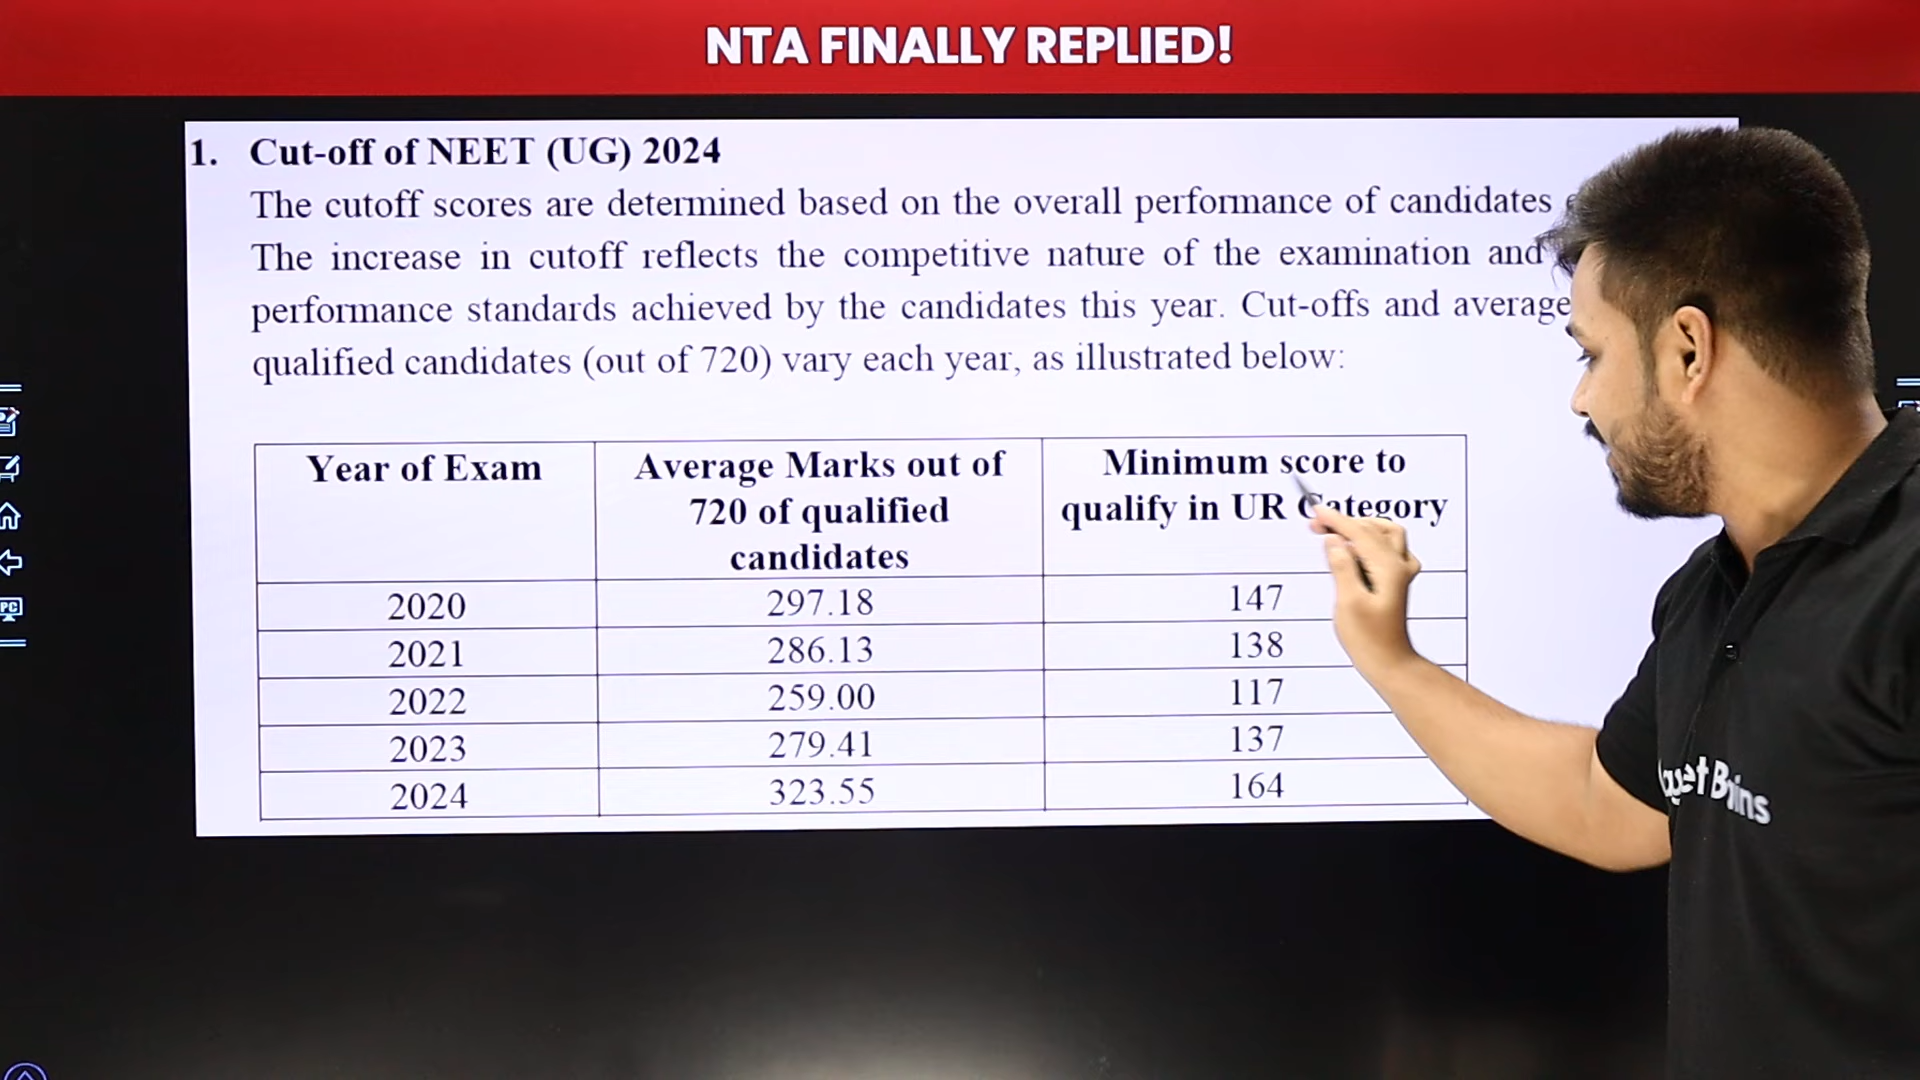 NTA FINALLY REPLIED!
1. Cut-off of NEET (UG) 2024
The cutoff scores are determined based on the overall performance of candidates
The increase in cutoff reflects the competitive nature of the examination and
performance standards achieved by the candidates this year. Cut-offs and average
qualified candidates (out of 720) vary each year, as illustrated below:
Year of Exam
Average Marks out of
720 of qualified
candidates
Minimum score to
qualify in UR Category
2020 297.18 147
2021 286.13 138
2022 259.00 117
2023 279.41 137
2024 323.55 164
PC